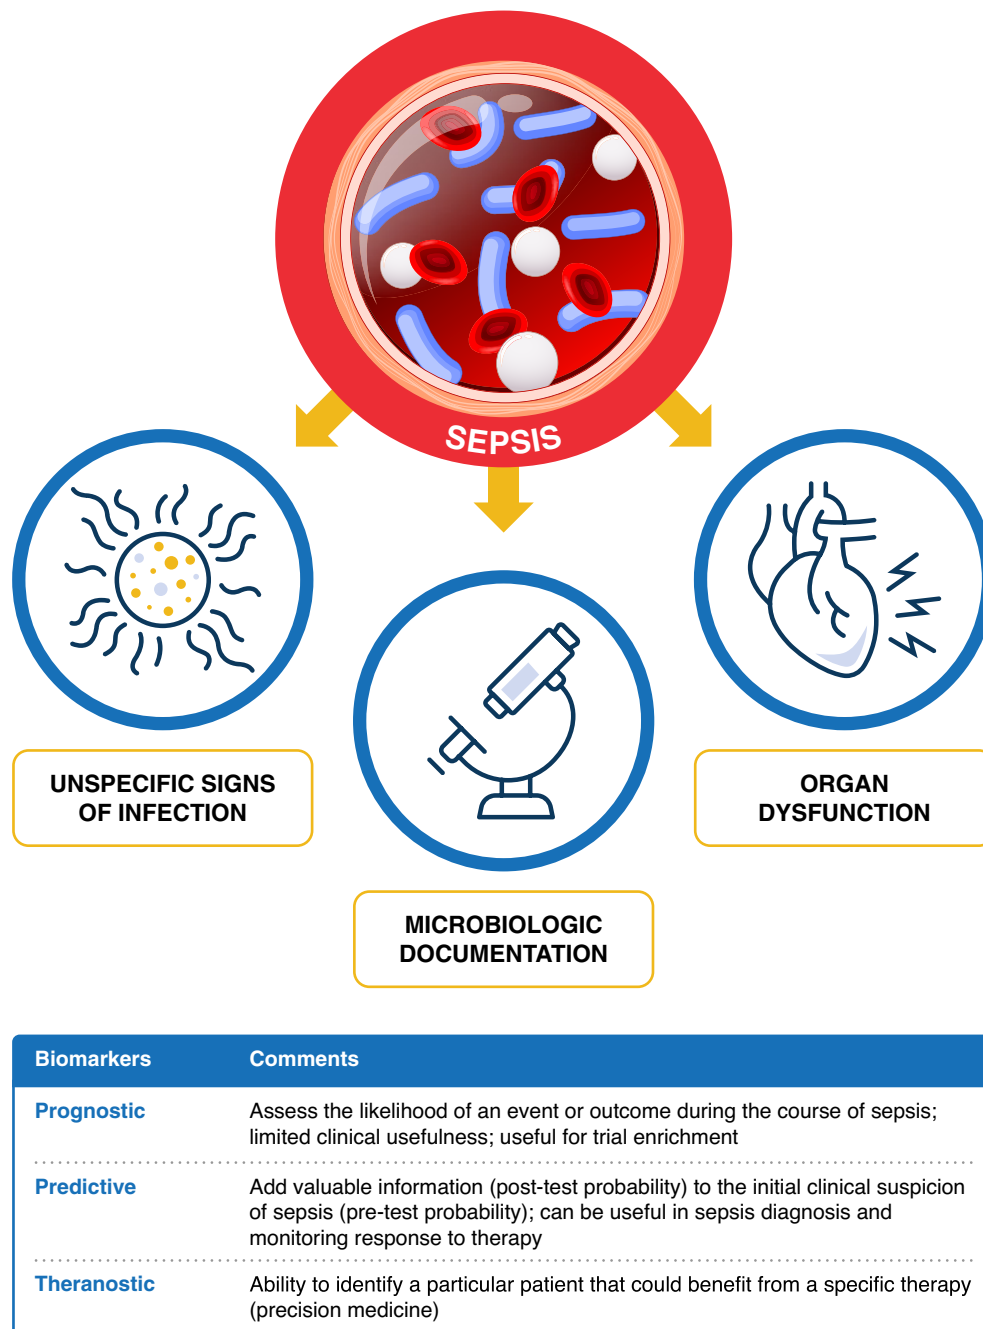 SEPSIS
UNSPECIFIC SIGNS
OF INFECTION
MICROBIOLOGIC
DOCUMENTATION
ORGAN
DYSFUNCTION
Biomarkers Comments
Prognostic Assess the likelihood of an event or outcome during the course of sepsis;
limited clinical usefulness; useful for trial enrichment
Predictive Add valuable information (post-test probability) to the initial clinical suspicion
of sepsis (pre-test probability); can be useful in sepsis diagnosis and
monitoring response to therapy
Theranostic Ability to identify a particular patient that could benefit from a specific therapy
(precision medicine)